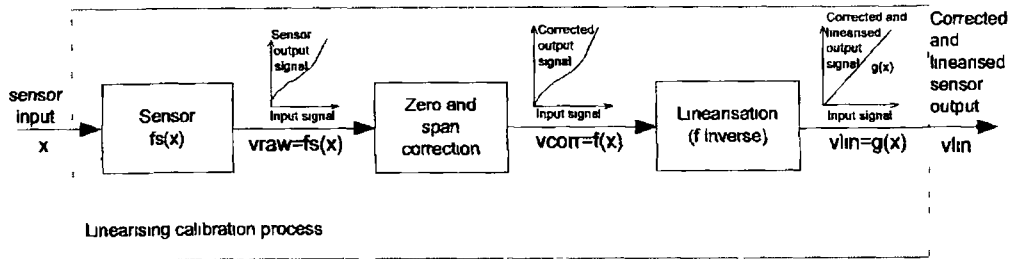 sensor
input
x
Sensor
fs(x)
Sensor
output
signal
Input signal
vraw=fs(x)
Zero and
span
correction
Corrected
output
signal
Input signal
vcorr=f(x)
Linearisation
(f inverse)
Corrected and
linearised
output
signal
g(x)
Input signal
vlin=g(x)
Corrected
and
linearised
sensor
output
vlin
Linearising calibration process